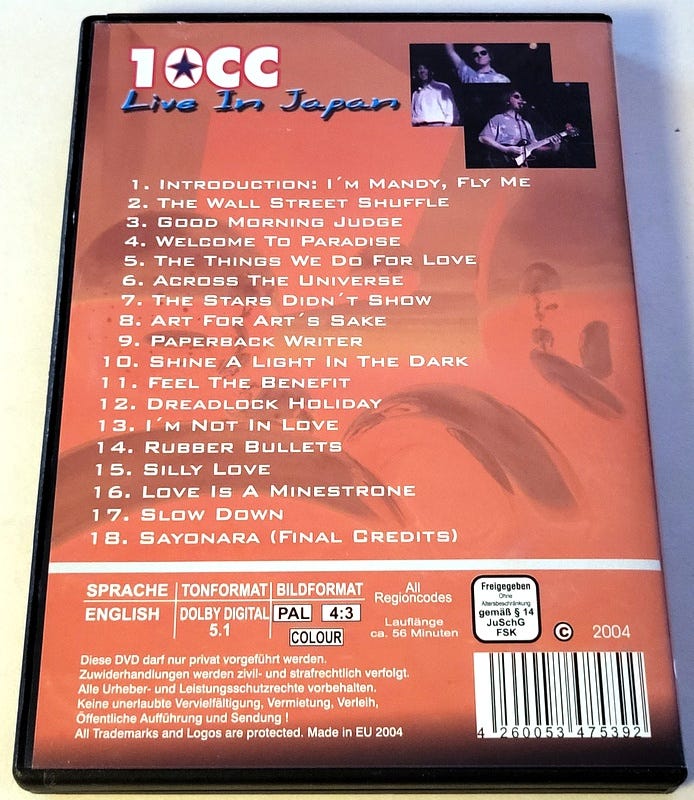 10CC
Live In Japan
1. Introduction: I´m Mandy, Fly Me
2. The Wall Street Shuffle
3. Good Morning Judge
4. Welcome To Paradise
5. The Things We Do For Love
6. Across The Universe
7. The Stars Didn´t Show
8. Art For Art´s Sake
9. Paperback Writer
10. Shine A Light In The Dark
11. Feel The Benefit
12. Dreadlock Holiday
13. I´m Not In Love
14. Rubber Bullets
15. Silly Love
16. Love Is A Minestrone
17. Slow Down
18. Sayonara (Final Credits)
SPRACHE TONFORMAT BILDFORMAT
ENGLISH DOLBY DIGITAL 5.1 PAL 4:3
COLOUR
All
Regioncodes
Lauflänge
ca. 56 Minuten
Freigegeben
Ohne
Altersbeschränkung
gemäß § 14
JuSchG
FSK
© 2004
Diese DVD darf nur privat vorgeführt werden.
Zuwiderhandlungen werden zivil- und strafrechtlich verfolgt.
Alle Urheber- und Leistungsschutzrechte vorbehalten.
Keine unerlaubte Vervielfältigung, Vermietung, Verleih,
Öffentliche Aufführung und Sendung !
All Trademarks and Logos are protected. Made in EU 2004
4 260053 475392